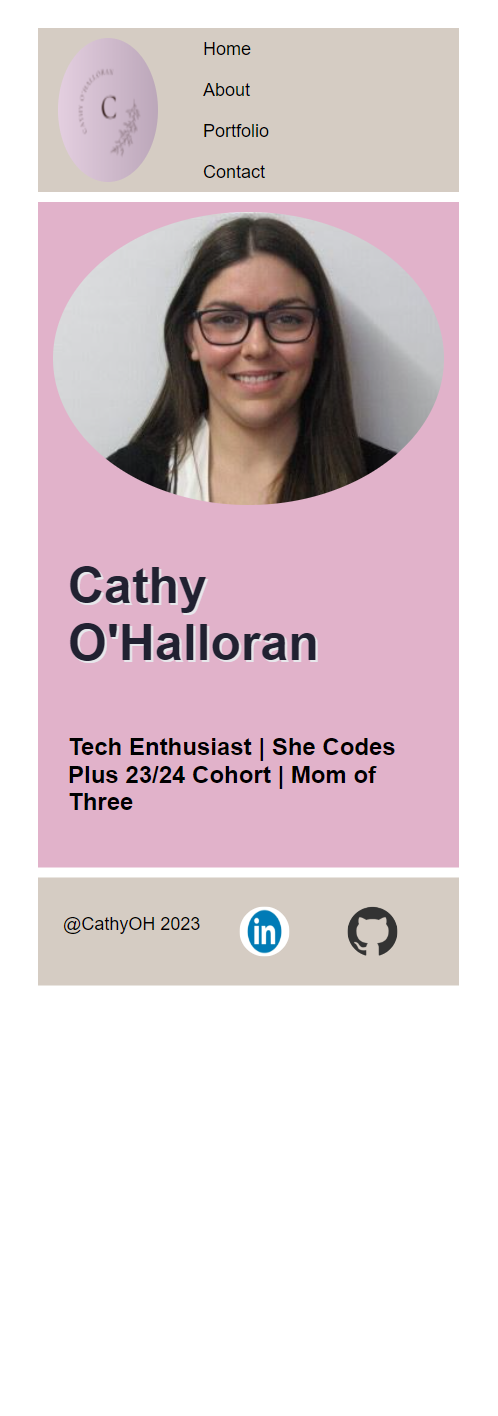 CATHY O'HALLORAN
C
Home
About
Portfolio
Contact
Cathy
O'Halloran
Tech Enthusiast | She Codes
Plus 23/24 Cohort | Mom of
Three
@CathyOH 2023
in